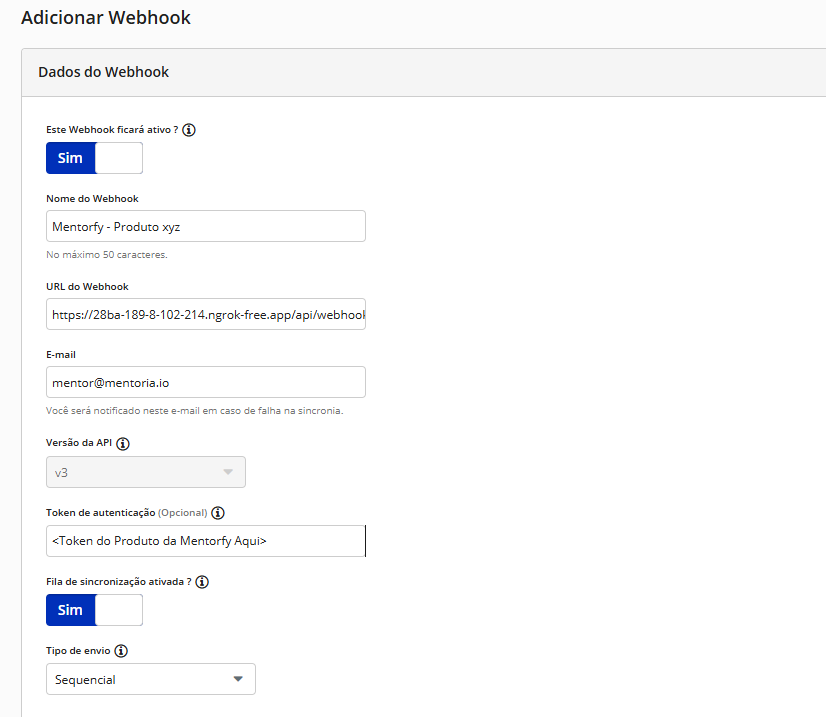 Adicionar Webhook
Dados do Webhook
Este Webhook ficará ativo ?
Sim
Nome do Webhook
Mentorfy - Produto xyz
No máximo 50 caracteres.
URL do Webhook
https://28ba-189-8-102-214.ngrok-free.app/api/webhook
E-mail
mentor@mentoria.io
Você será notificado neste e-mail em caso de falha na sincronia.
Versão da API
v3
Token de autenticação (Opcional)
<Token do Produto da Mentorfy Aqui>
Fila de sincronização ativada ?
Sim
Tipo de envio
Sequencial